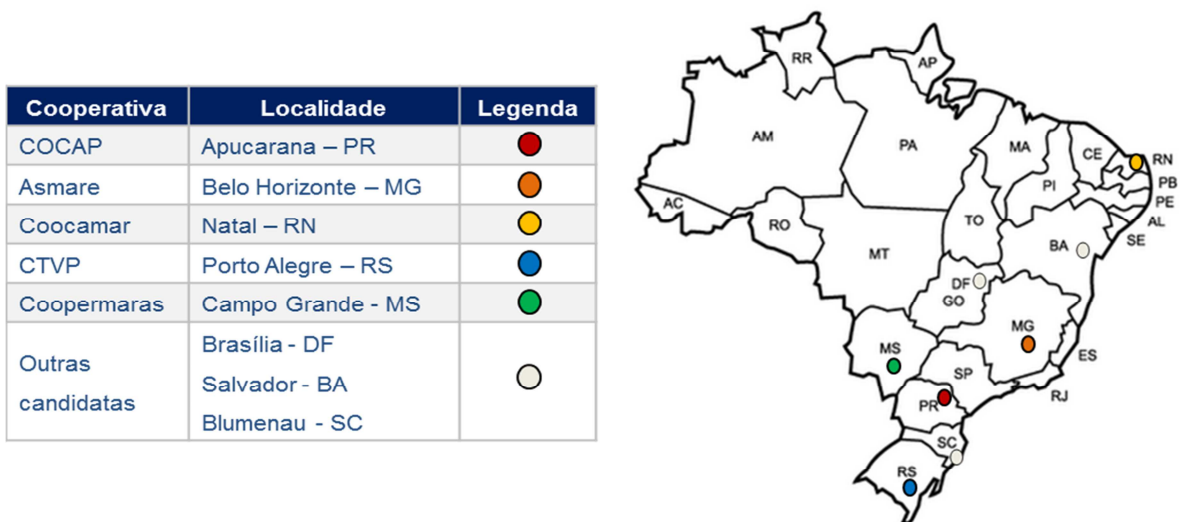 Cooperativa Localidade Legenda
COCAP Apucarana – PR
Asmare Belo Horizonte – MG
Coocamar Natal – RN
CTVP Porto Alegre – RS
Coopermaras Campo Grande - MS
Outras candidatas
Brasília - DF
Salvador - BA
Blumenau - SC
RR
AP
AM
PA
MA
CE
RN
PI
PB
PE
AC
AL
RO
TO
SE
BA
MT
DF
GO
MG
MS
ES
SP
RJ
PR
SC
RS